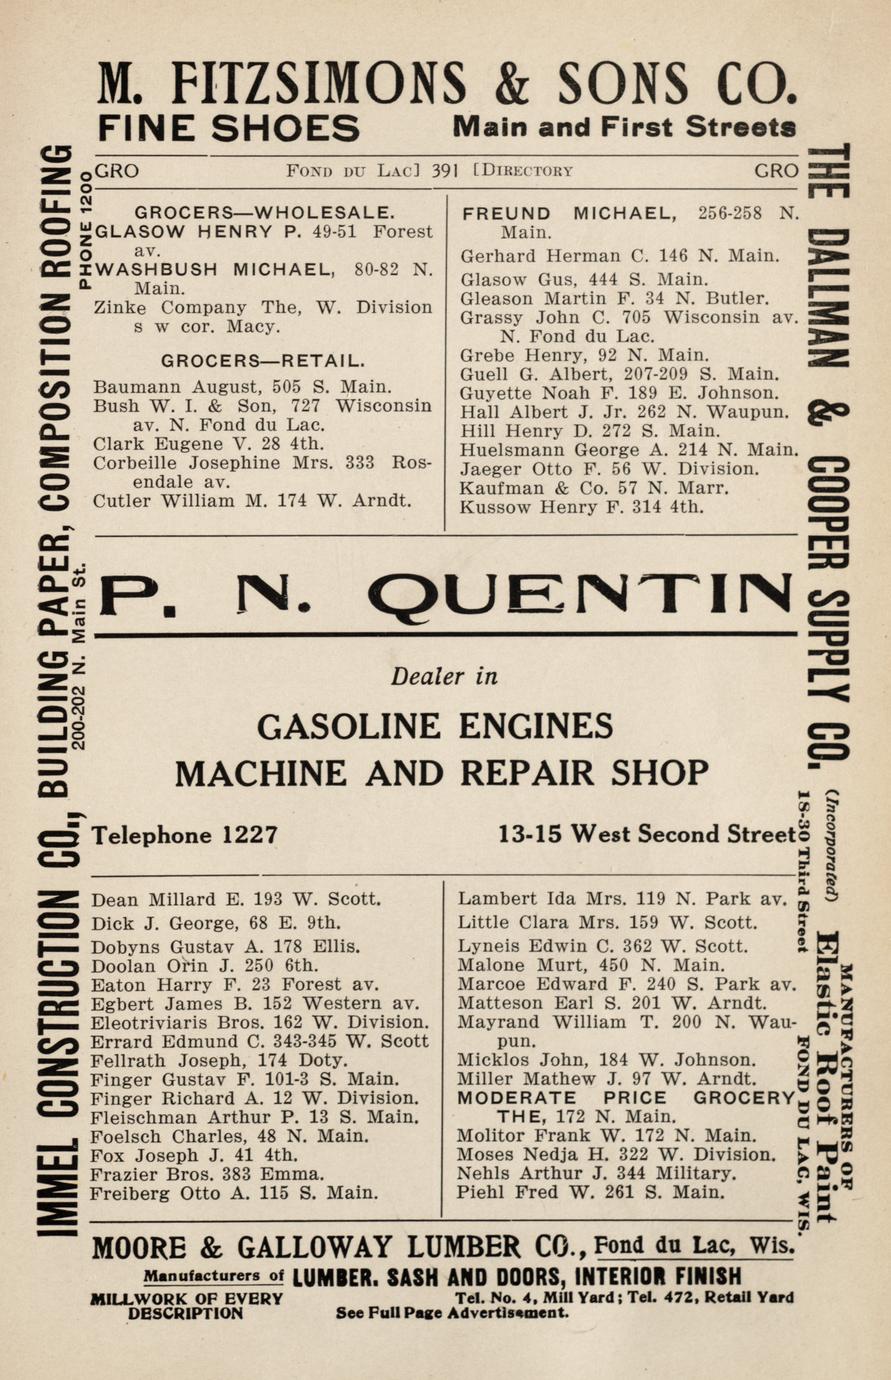 M. FITZSIMONS & SONS CO.
FINE SHOES Main and First Streets
GRO FOND DU LAC] 391 [DIRECTORY GRO
GROCERS—WHOLESALE.
GLASOW HENRY P. 49-51 Forest
av.
WASHBUSH MICHAEL, 80-82 N.
Main.
Zinke Company The, W. Division
s w cor. Macy.
GROCERS—RETAIL.
Baumann August, 505 S. Main.
Bush W. I. & Son, 727 Wisconsin
av. N. Fond du Lac.
Clark Eugene V. 28 4th.
Corbeille Josephine Mrs. 333 Ros-
endale av.
Cutler William M. 174 W. Arndt.
FREUND MICHAEL, 256-258 N.
Main.
Gerhard Herman C. 146 N. Main.
Glasow Gus, 444 S. Main.
Gleason Martin F. 34 N. Butler.
Grassy John C. 705 Wisconsin av.
N. Fond du Lac.
Grebe Henry, 92 N. Main.
Guell G. Albert, 207-209 S. Main.
Guyette Noah F. 189 E. Johnson.
Hall Albert J. Jr. 262 N. Waupun.
Hill Henry D. 272 S. Main.
Huelsmann George A. 214 N. Main.
Jaeger Otto F. 56 W. Division.
Kaufman & Co. 57 N. Marr.
Kussow Henry F. 314 4th.
P. N. QUENTIN
Dealer in
GASOLINE ENGINES
MACHINE AND REPAIR SHOP
Telephone 1227 13-15 West Second Street
Dean Millard E. 193 W. Scott.
Dick J. George, 68 E. 9th.
Dobyns Gustav A. 178 Ellis.
Doolan Orin J. 250 6th.
Eaton Harry F. 23 Forest av.
Egbert James B. 152 Western av.
Eleotriviaris Bros. 162 W. Division.
Errard Edmund C. 343-345 W. Scott
Fellrath Joseph, 174 Doty.
Finger Gustav F. 101-3 S. Main.
Finger Richard A. 12 W. Division.
Fleischman Arthur P. 13 S. Main.
Foelsch Charles, 48 N. Main.
Fox Joseph J. 41 4th.
Frazier Bros. 383 Emma.
Freiberg Otto A. 115 S. Main.
Lambert Ida Mrs. 119 N. Park av.
Little Clara Mrs. 159 W. Scott.
Lyneis Edwin C. 362 W. Scott.
Malone Murt, 450 N. Main.
Marcoe Edward F. 240 S. Park av.
Matteson Earl S. 201 W. Arndt.
Mayrand William T. 200 N. Wau-
pun.
Micklos John, 184 W. Johnson.
Miller Mathew J. 97 W. Arndt.
MODERATE PRICE GROCERY
THE, 172 N. Main.
Molitor Frank W. 172 N. Main.
Moses Nedja H. 322 W. Division.
Nehls Arthur J. 344 Military.
Piehl Fred W. 261 S. Main.
MOORE & GALLOWAY LUMBER CO., Fond du Lac, Wis.
Manufacturers of LUMBER. SASH AND DOORS, INTERIOR FINISH
MILLWORK OF EVERY Tel. No. 4, Mill Yard; Tel. 472, Retail Yard
DESCRIPTION See Full Page Advertisement.
IMMEL CONSTRUCTION CO., BUILDING PAPER, COMPOSITION ROOFING
200-202 N. Main St. PHONE 1200
THE DALLMAN & COOPER SUPPLY CO.
(Incorporated)
18-30 Third Street
MANUFACTURERS OF
Elastic Roof Paint
FOND DU LAC, WIS.